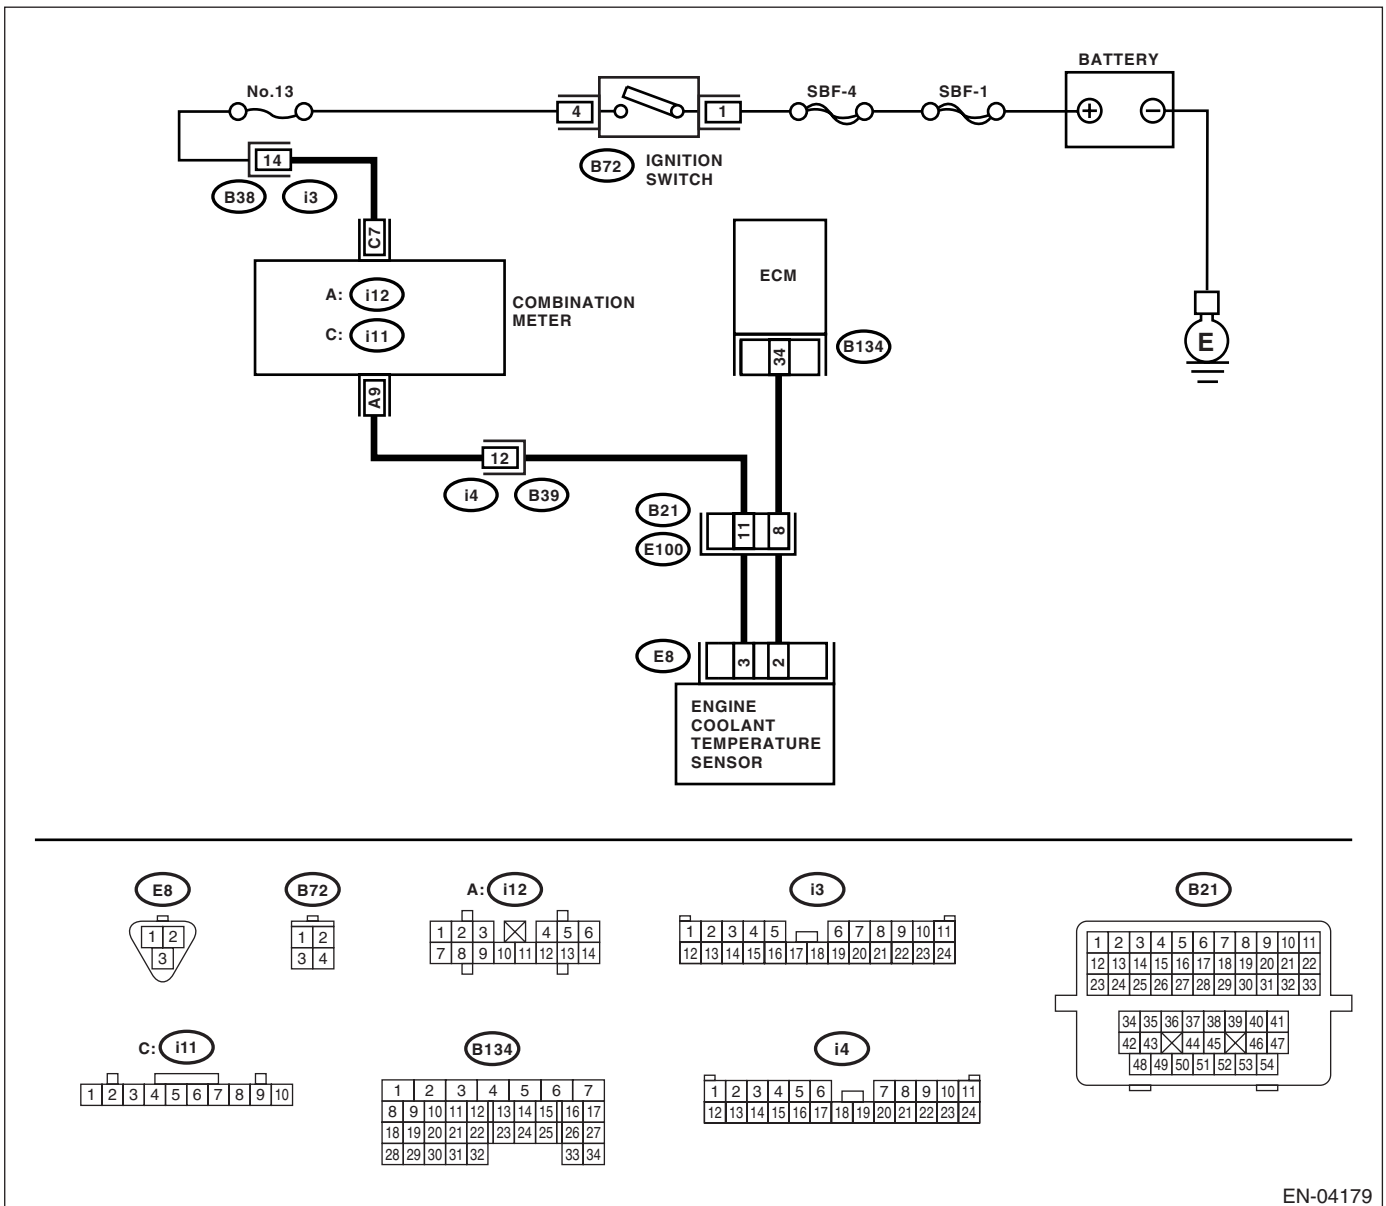 BATTERY
No.13
SBF-4
SBF-1
4
1
+
−
B72
IGNITION
SWITCH
14
B38
i3
C7
ECM
A:
i12
C:
i11
COMBINATION
METER
34
B134
E
A9
12
i4
B39
B21
11
8
E100
E8
3
2
ENGINE
COOLANT
TEMPERATURE
SENSOR
E8
1 2
3
B72
1 2
3 4
A: i12
1 2 3 4 5 6
7 8 9 10 11 12 13 14
i3
1 2 3 4 5 6 7 8 9 10 11
12 13 14 15 16 17 18 19 20 21 22 23 24
B21
1 2 3 4 5 6 7 8 9 10 11
12 13 14 15 16 17 18 19 20 21 22
23 24 25 26 27 28 29 30 31 32 33
34 35 36 37 38 39 40 41
42 43 44 45 46 47
48 49 50 51 52 53 54
C: i11
1 2 3 4 5 6 7 8 9 10
B134
1 2 3 4 5 6 7
8 9 10 11 12 13 14 15 16 17
18 19 20 21 22 23 24 25 26 27
28 29 30 31 32 33 34
i4
1 2 3 4 5 6 7 8 9 10 11
12 13 14 15 16 17 18 19 20 21 22 23 24
EN-04179